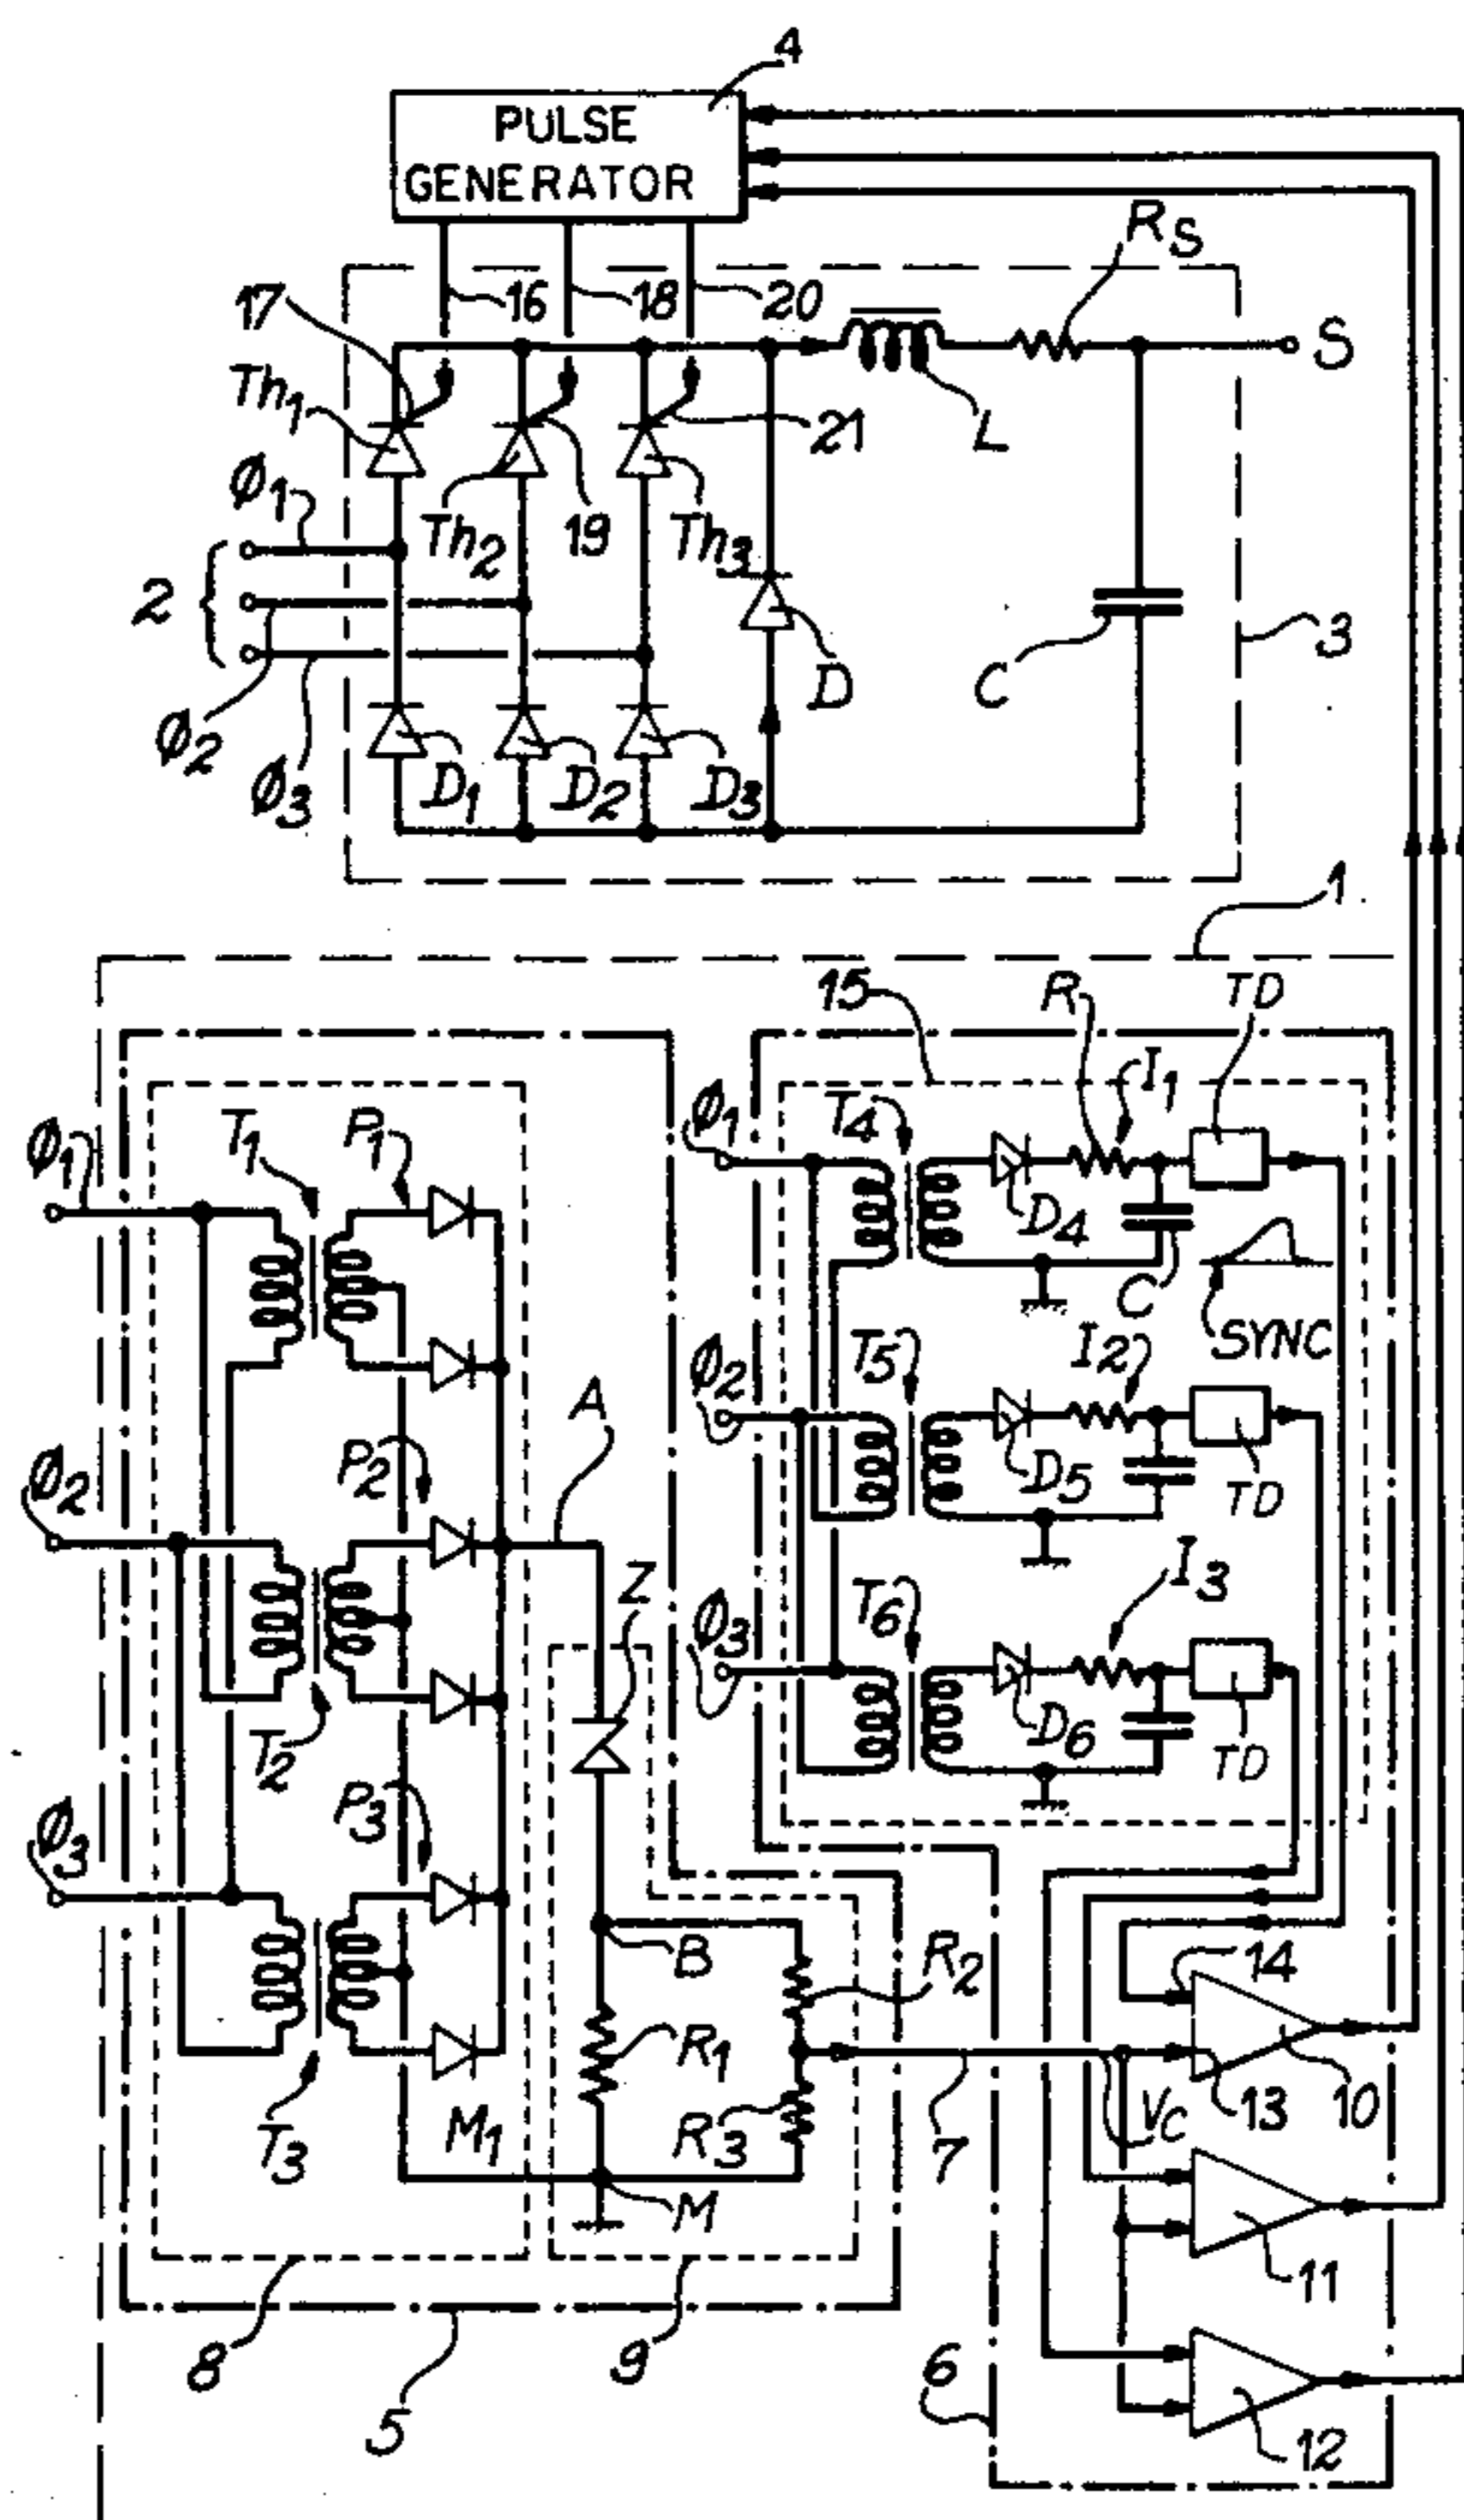 4
PULSE
GENERATOR
RS
17
16
18
20
S
Th1
21
L
Ø1
Th2
19
Th3
2
D
C
3
Ø2
Ø3
D1
D2
D3
1
15
R
TD
I1
Ø1
T4
Ø1
T1
P1
D4
C
SYNC
T5
I2
Ø2
A
P2
D5
TD
Ø2
Z
I3
T6
Ø3
T2
D6
TD
P3
Ø3
B
R2
14
R1
13
10
T3
M1
R3
7
VC
M
11
8
9
6
5
12